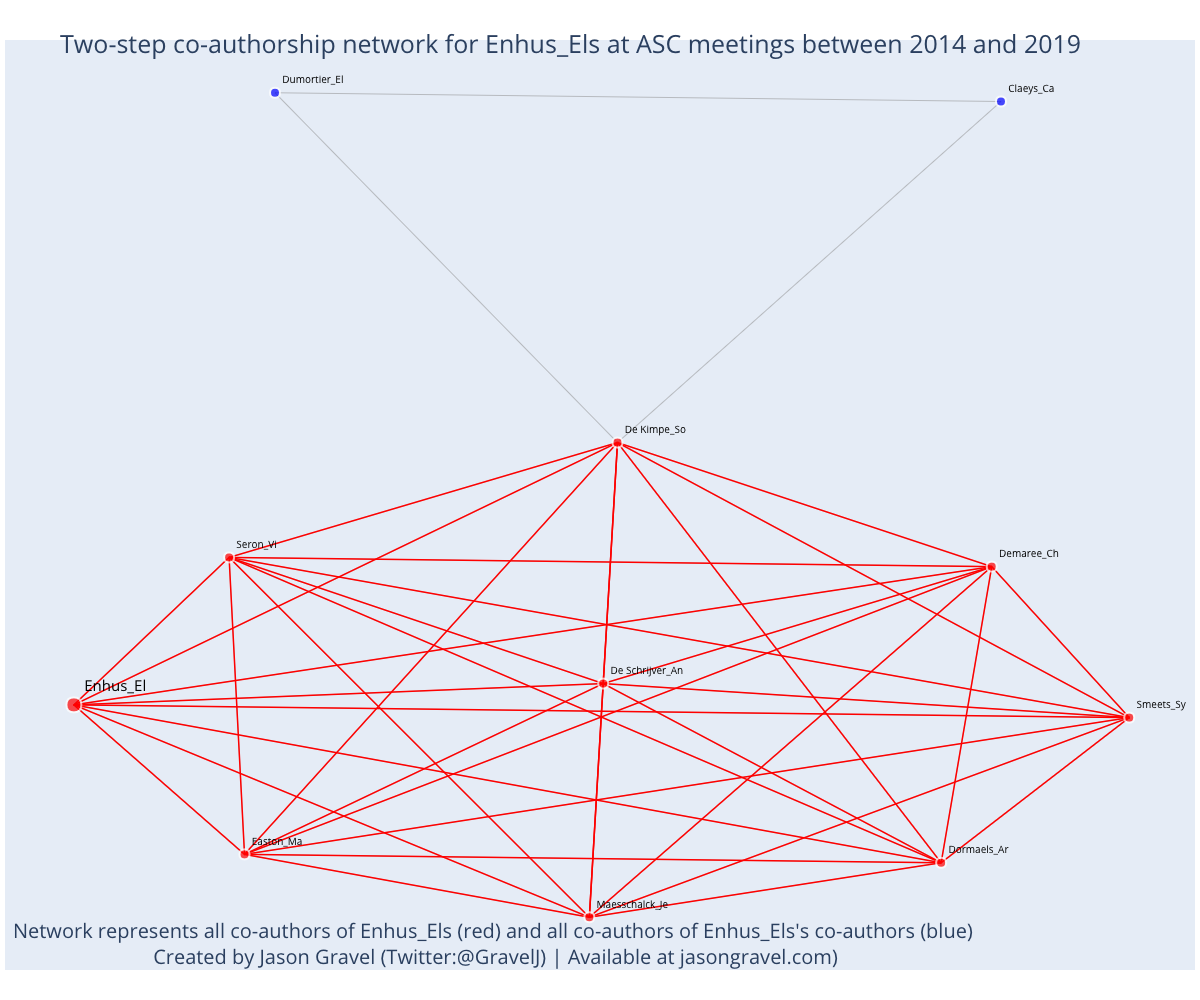 Two-step co-authorship network for Enhus_Els at ASC meetings between 2014 and 2019
Dumortier_El
Claeys_Ca
De Kimpe_So
Seron_Vi
Demaree_Ch
De Schrijver_An
Enhus_El
Smeets_Sy
Easton_Ma
Dormaels_Ar
Maesschalck_Je
Network represents all co-authors of Enhus_Els (red) and all co-authors of Enhus_Els's co-authors (blue)
Created by Jason Gravel (Twitter:@GravelJ) | Available at jasongravel.com)